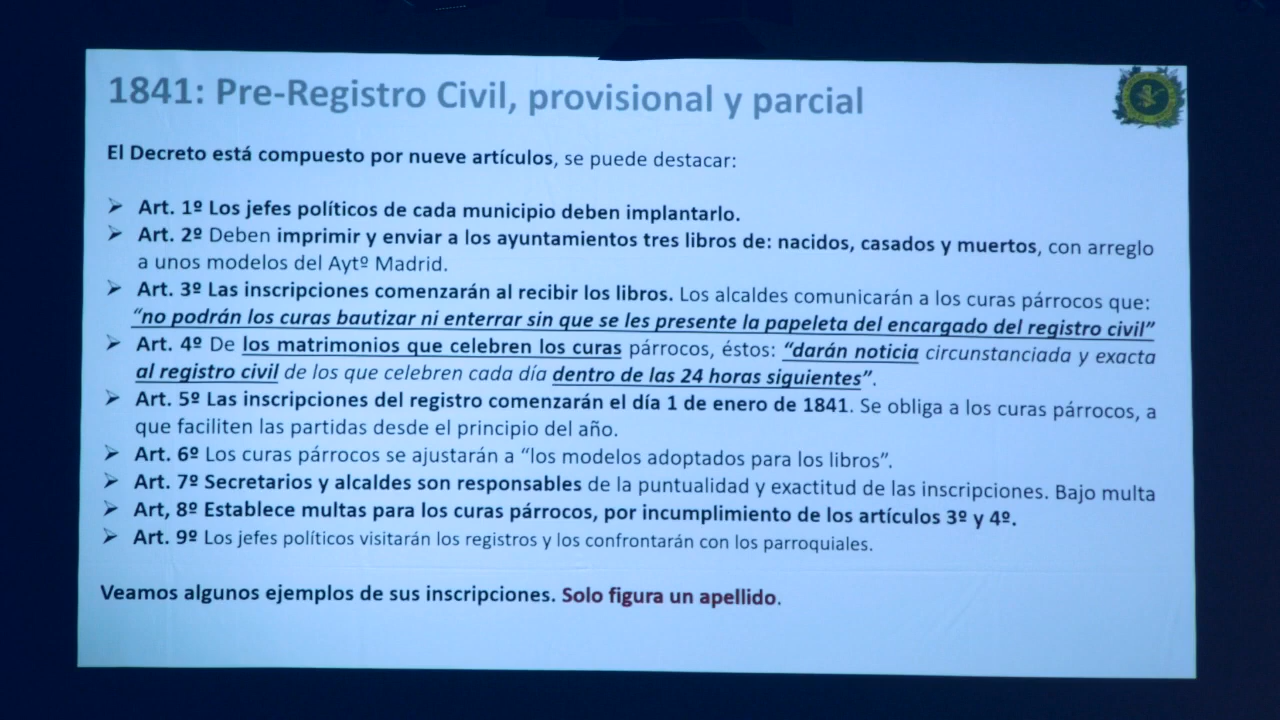 1841: Pre-Registro Civil, provisional y parcial
El Decreto está compuesto por nueve artículos, se puede destacar:
➢ Art. 1º Los jefes políticos de cada municipio deben implantarlo.
➢ Art. 2º Deben imprimir y enviar a los ayuntamientos tres libros de: nacidos, casados y muertos, con arreglo
a unos modelos del Aytº Madrid.
➢ Art. 3º Las inscripciones comenzarán al recibir los libros. Los alcaldes comunicarán a los curas párrocos que:
“no podrán los curas bautizar ni enterrar sin que se les presente la papeleta del encargado del registro civil”
➢ Art. 4º De los matrimonios que celebren los curas párrocos, éstos: “darán noticia circunstanciada y exacta
al registro civil de los que celebren cada día dentro de las 24 horas siguientes”.
➢ Art. 5º Las inscripciones del registro comenzarán el día 1 de enero de 1841. Se obliga a los curas párrocos, a
que faciliten las partidas desde el principio del año.
➢ Art. 6º Los curas párrocos se ajustarán a “los modelos adoptados para los libros”.
➢ Art. 7º Secretarios y alcaldes son responsables de la puntualidad y exactitud de las inscripciones. Bajo multa
➢ Art, 8º Establece multas para los curas párrocos, por incumplimiento de los artículos 3º y 4º.
➢ Art. 9º Los jefes políticos visitarán los registros y los confrontarán con los parroquiales.
Veamos algunos ejemplos de sus inscripciones. Solo figura un apellido.